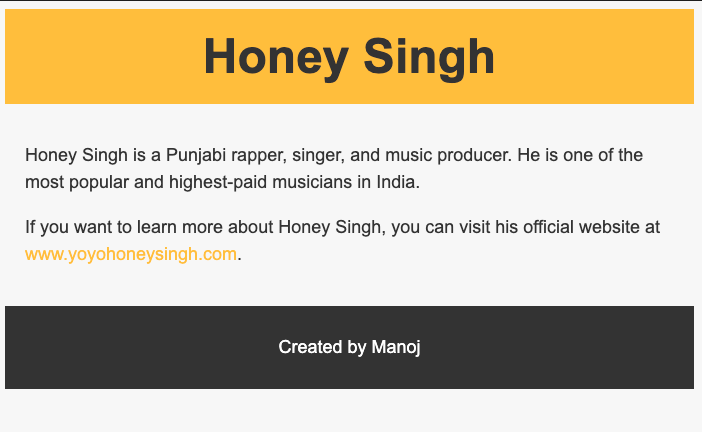 Honey Singh
Honey Singh is a Punjabi rapper, singer, and music producer. He is one of the
most popular and highest-paid musicians in India.
If you want to learn more about Honey Singh, you can visit his official website at
www.yoyohoneysingh.com.
Created by Manoj